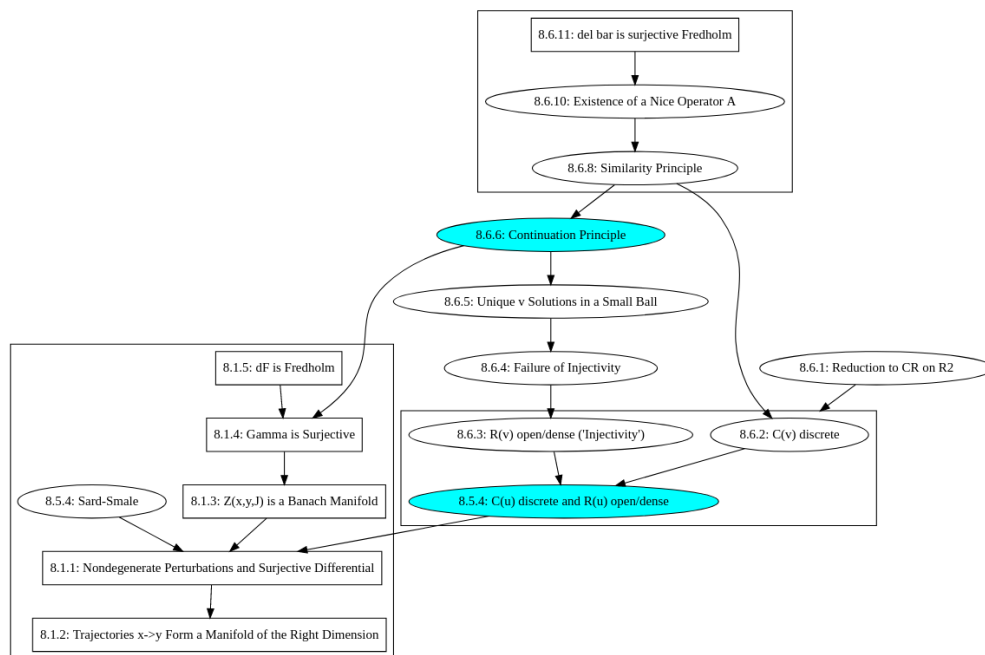 8.6.11: del bar is surjective Fredholm
8.6.10: Existence of a Nice Operator A
8.6.8: Similarity Principle
8.6.6: Continuation Principle
8.6.5: Unique v Solutions in a Small Ball
8.1.5: dF is Fredholm
8.6.4: Failure of Injectivity
8.6.1: Reduction to CR on R2
8.1.4: Gamma is Surjective
8.6.3: R(v) open/dense ('Injectivity')
8.6.2: C(v) discrete
8.5.4: Sard-Smale
8.1.3: Z(x,y,J) is a Banach Manifold
8.5.4: C(u) discrete and R(u) open/dense
8.1.1: Nondegenerate Perturbations and Surjective Differential
8.1.2: Trajectories x->y Form a Manifold of the Right Dimension